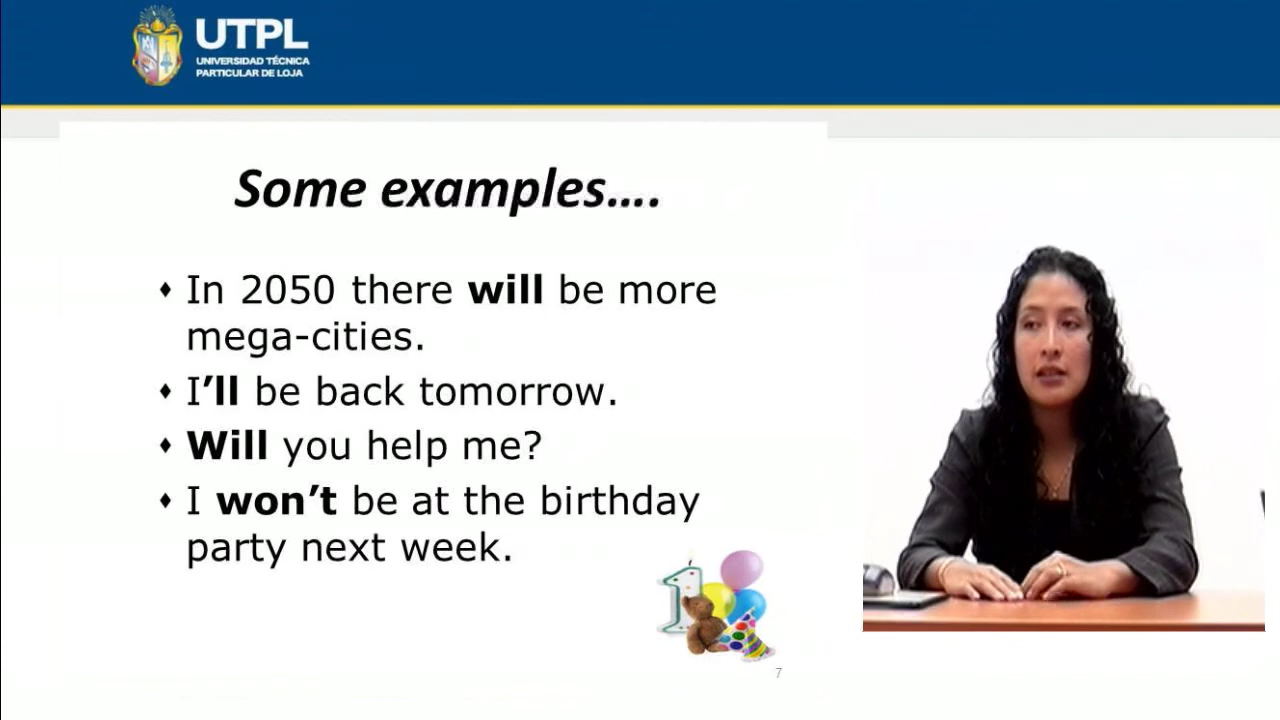 UTPL
UNIVERSIDAD TÉCNICA
PARTICULAR DE LOJA
Some examples....
♦ In 2050 there will be more
mega-cities.
♦ I’ll be back tomorrow.
♦ Will you help me?
♦ I won’t be at the birthday
party next week.
1
7